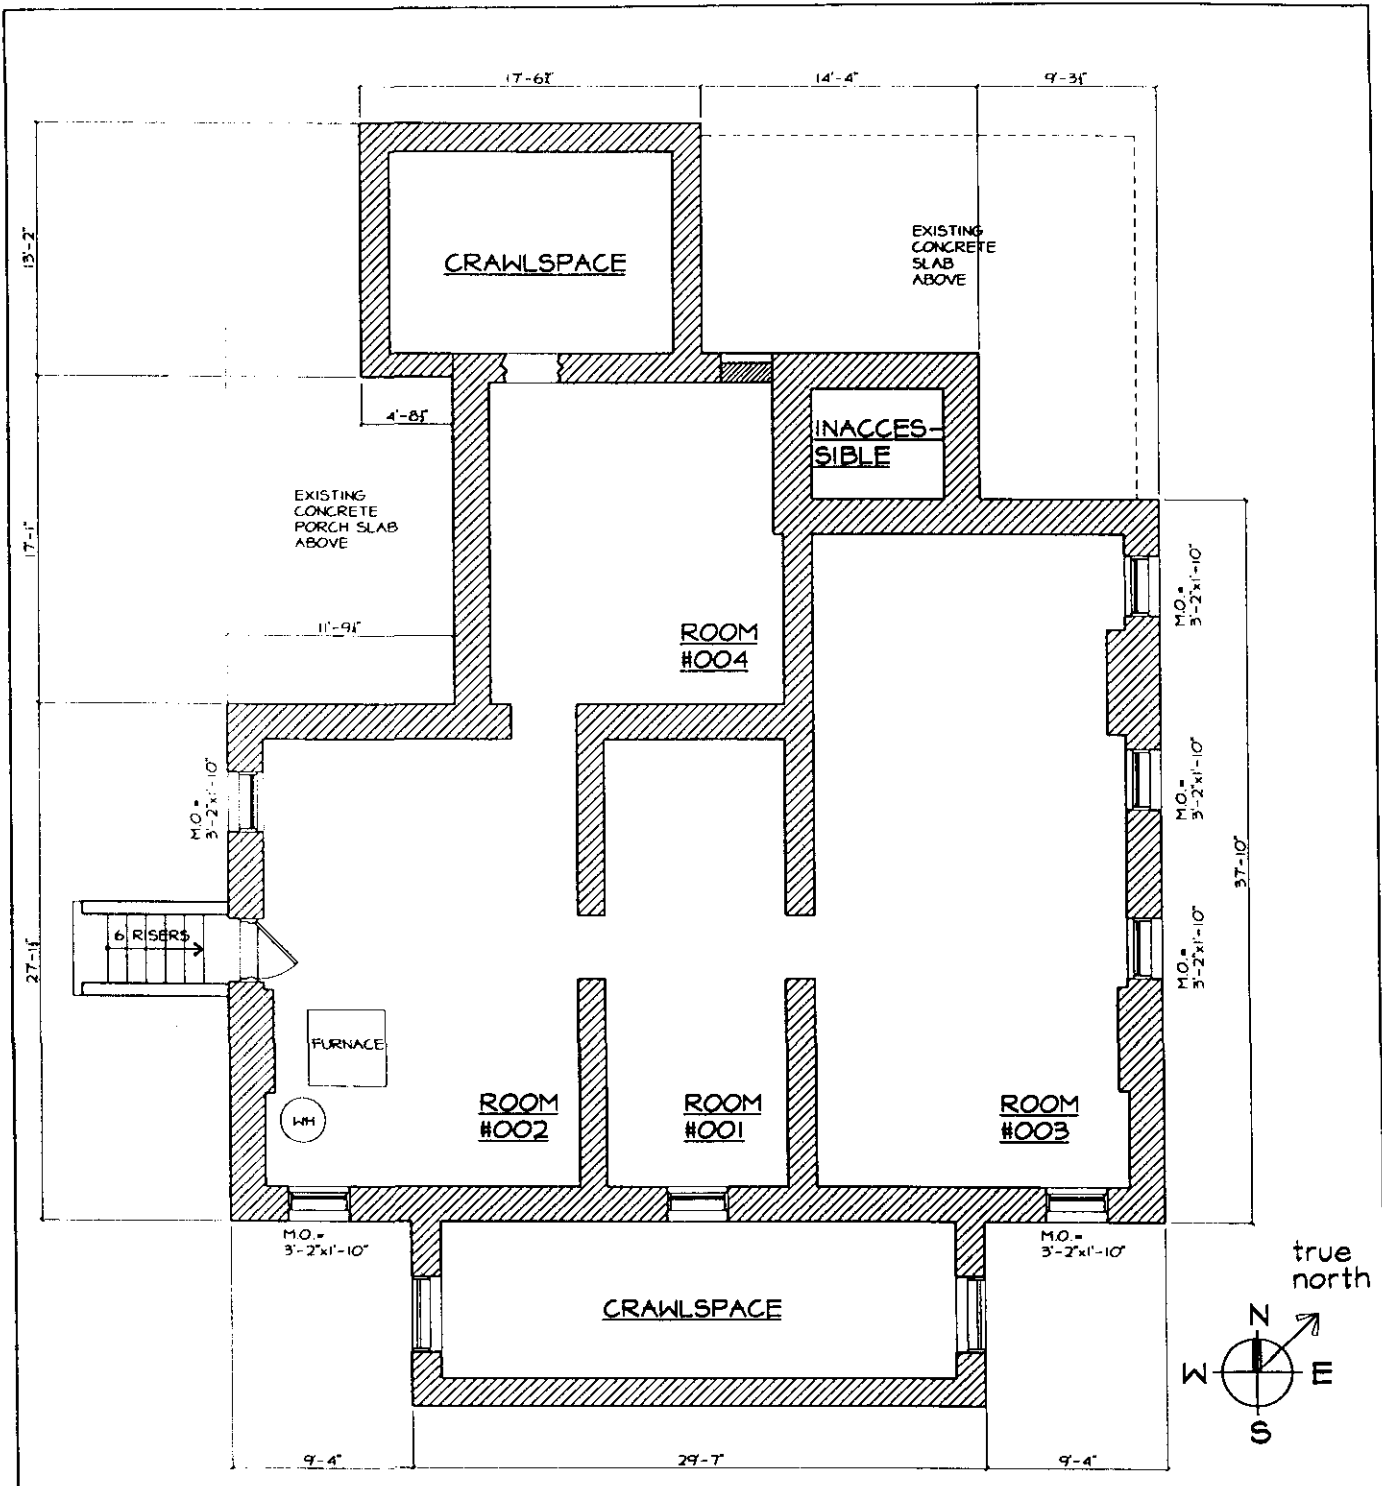 17'-6½"
14'-4"
9'-3½"
13'-2"
CRAWLSPACE
EXISTING
CONCRETE
SLAB
ABOVE
4'-8½"
INACCES-
SIBLE
EXISTING
CONCRETE
PORCH SLAB
ABOVE
17'-1"
11'-9½"
ROOM
#004
M.O.=
3'-2"x1'-10"
M.O.=
3'-2"x1'-10"
M.O.=
3'-2"x1'-10"
37'-10"
6 RISERS
27'-1½"
M.O.=
3'-2"x1'-10"
FURNACE
WH
ROOM
#002
ROOM
#001
ROOM
#003
M.O.=
3'-2"x1'-10"
M.O.=
3'-2"x1'-10"
CRAWLSPACE
true
north
N
W
E
S
9'-4"
29'-7"
9'-4"